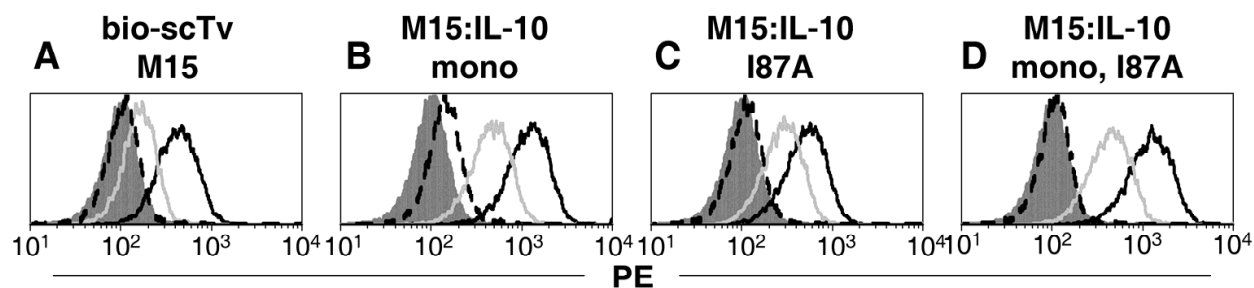 A bio-scTv M15
B M15:IL-10 mono
C M15:IL-10 I87A
D M15:IL-10 mono, I87A
10¹ 10² 10³ 10⁴
10¹ 10² 10³ 10⁴
10¹ 10² 10³ 10⁴
10¹ 10² 10³ 10⁴
PE